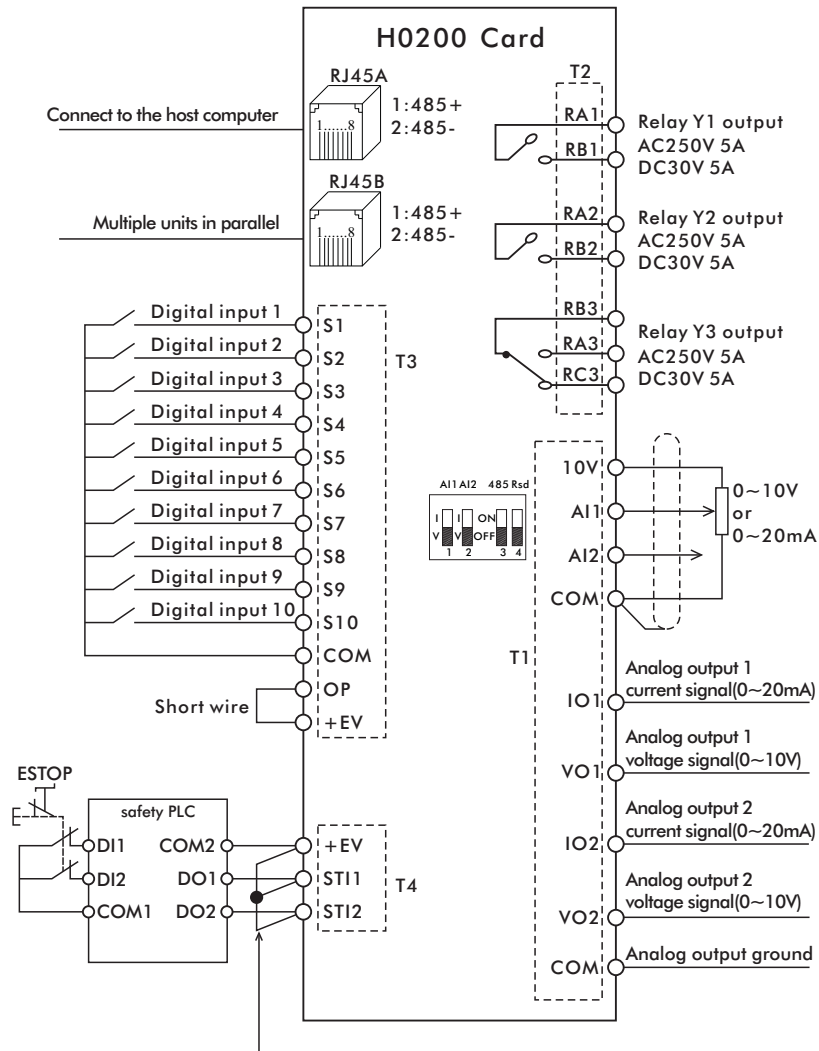 H0200 Card
RJ45A
1......8
1:485+
2:485-
Connect to the host computer
RJ45B
1......8
1:485+
2:485-
Multiple units in parallel
T2
RA1
RB1
Relay Y1 output
AC250V 5A
DC30V 5A
RA2
RB2
Relay Y2 output
AC250V 5A
DC30V 5A
RB3
RA3
RC3
Relay Y3 output
AC250V 5A
DC30V 5A
Digital input 1
S1
Digital input 2
S2
Digital input 3
S3
Digital input 4
S4
Digital input 5
S5
Digital input 6
S6
Digital input 7
S7
Digital input 8
S8
Digital input 9
S9
Digital input 10
S10
COM
OP
+EV
T3
Short wire
AI1 AI2 485 Rsd
I I ON
V V OFF
1 2 3 4
10V
AI1
AI2
COM
0~10V
or
0~20mA
T1
IO1
Analog output 1
current signal(0~20mA)
VO1
Analog output 1
voltage signal(0~10V)
IO2
Analog output 2
current signal(0~20mA)
VO2
Analog output 2
voltage signal(0~10V)
COM
Analog output ground
ESTOP
safety PLC
DI1
DI2
COM1
COM2
DO1
DO2
+EV
STI1
STI2
T4